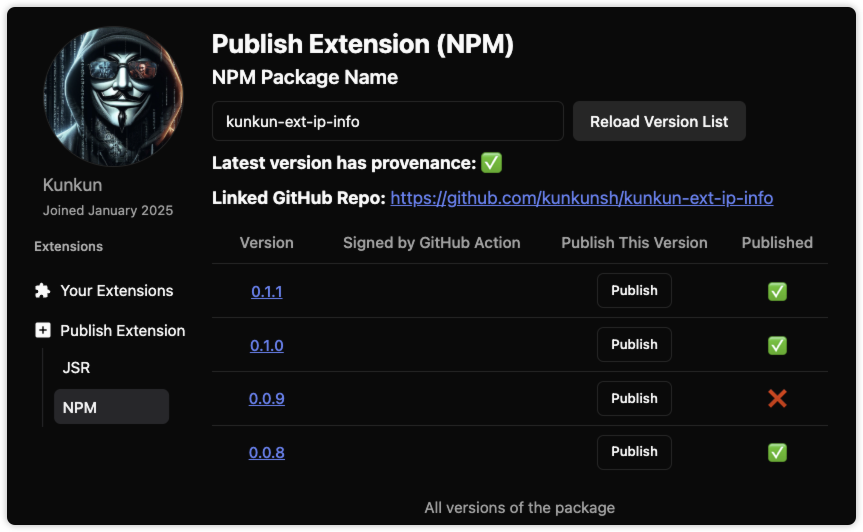 Kunkun
Joined January 2025
Extensions
Your Extensions
Publish Extension
JSR
NPM
Publish Extension (NPM)
NPM Package Name
kunkun-ext-ip-info
Reload Version List
Latest version has provenance: ✅
Linked GitHub Repo: https://github.com/kunkunsh/kunkun-ext-ip-info
Version Signed by GitHub Action Publish This Version Published
0.1.1 Publish ✅
0.1.0 Publish ✅
0.0.9 Publish ❌
0.0.8 Publish ✅
All versions of the package